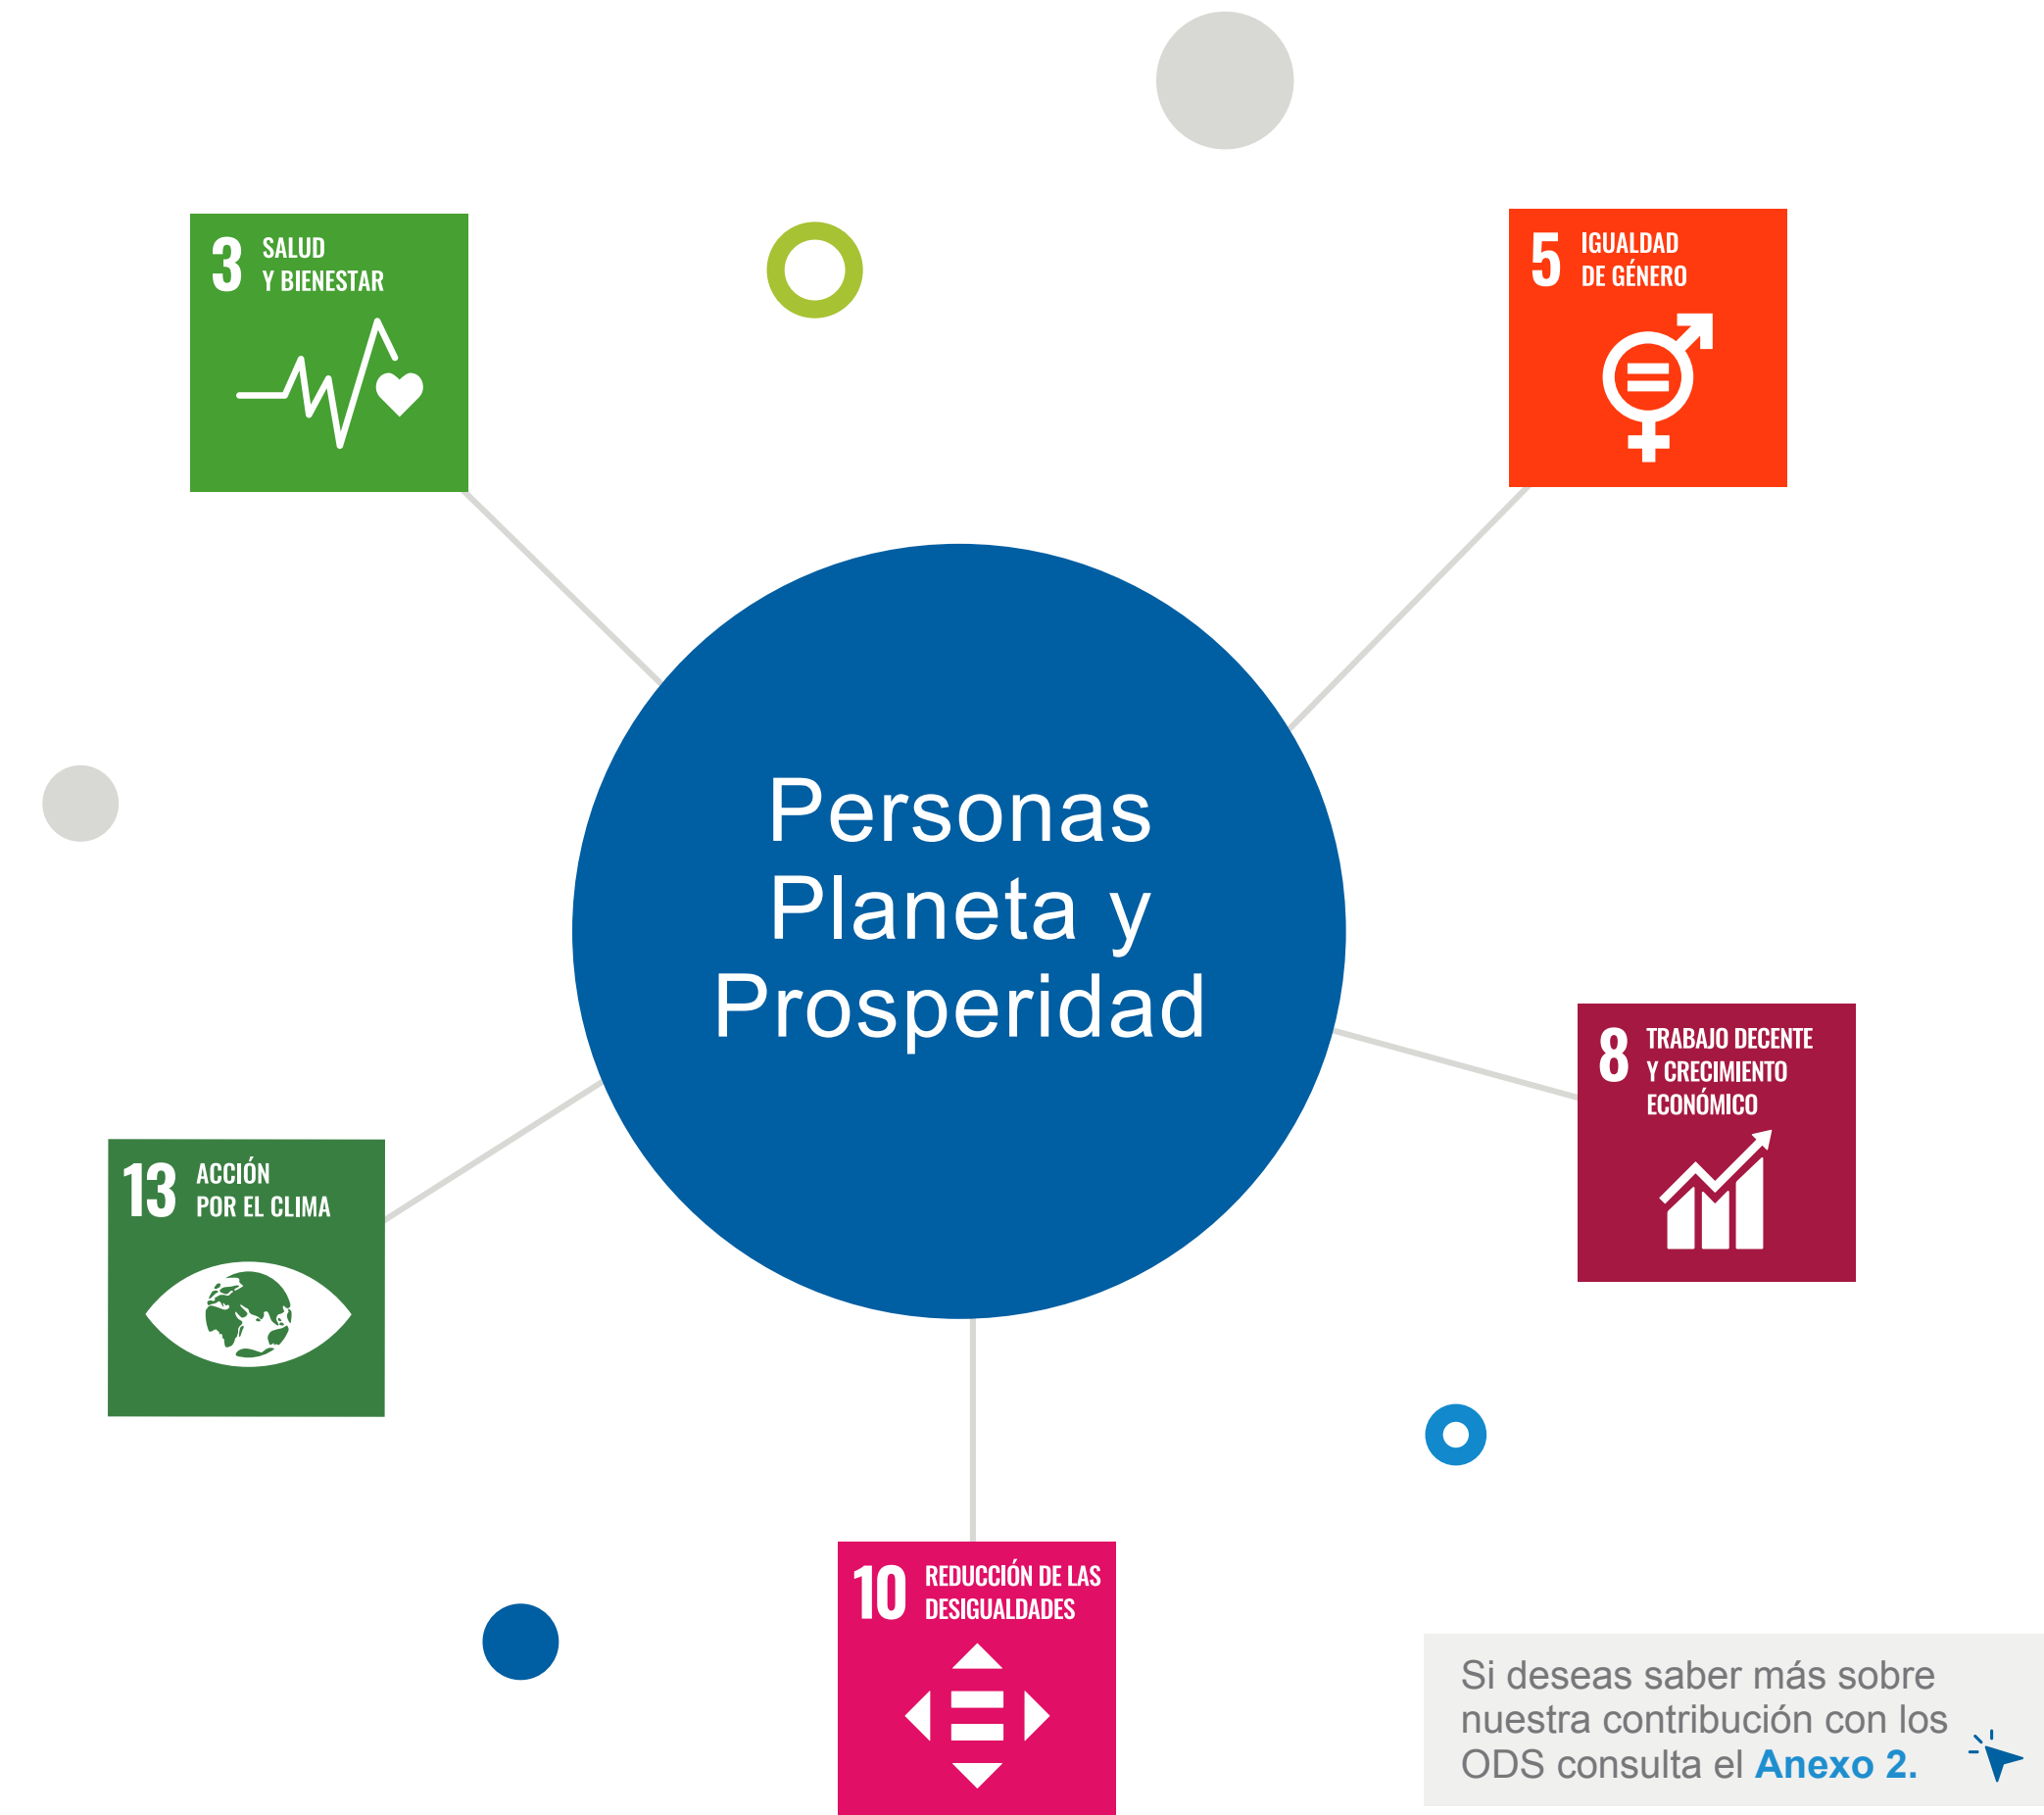 3 SALUD
Y BIENESTAR
5 IGUALDAD
DE GÉNERO
Personas
Planeta y
Prosperidad
8 TRABAJO DECENTE
Y CRECIMIENTO
ECONÓMICO
13 ACCIÓN
POR EL CLIMA
10 REDUCCIÓN DE LAS
DESIGUALDADES
Si deseas saber más sobre
nuestra contribución con los
ODS consulta el Anexo 2.